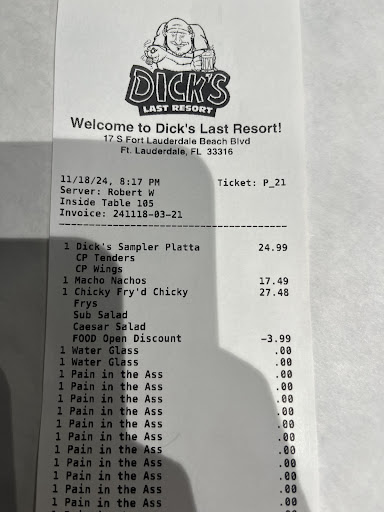 DICK'S
LAST RESORT
Welcome to Dick's Last Resort!
17 S Fort Lauderdale Beach Blvd
Ft. Lauderdale, FL 33316
11/18/24, 8:17 PM Ticket: P_21
Server: Robert W
Inside Table 105
Invoice: 241118-03-21
1 Dick's Sampler Platta 24.99
CP Tenders
CP Wings
1 Macho Nachos 17.49
1 Chicky Fry'd Chicky 27.48
Frys
Sub Salad
Caesar Salad
FOOD Open Discount -3.99
1 Water Glass .00
1 Water Glass .00
1 Pain in the Ass .00
1 Pain in the Ass .00
1 Pain in the Ass .00
1 Pain in the Ass .00
1 Pain in the Ass .00
1 Pain in the Ass .00
1 Pain in the Ass .00
1 Pain in the Ass .00
1 Pain in the Ass .00
1 Pain in the Ass .00
1 Pain in the Ass .00